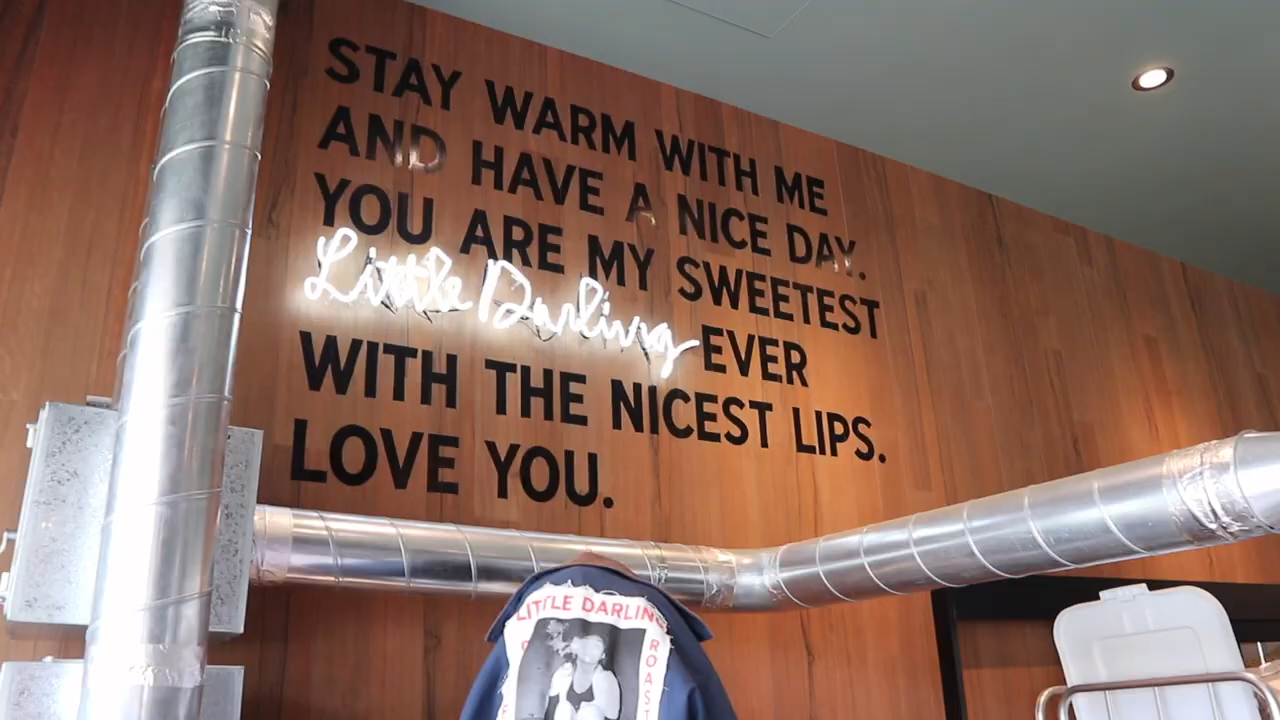 STAY WARM WITH ME
AND HAVE A NICE DAY.
YOU ARE MY SWEETEST
Little Darling EVER
WITH THE NICEST LIPS.
LOVE YOU.
LITTLE DARLING
ROAST